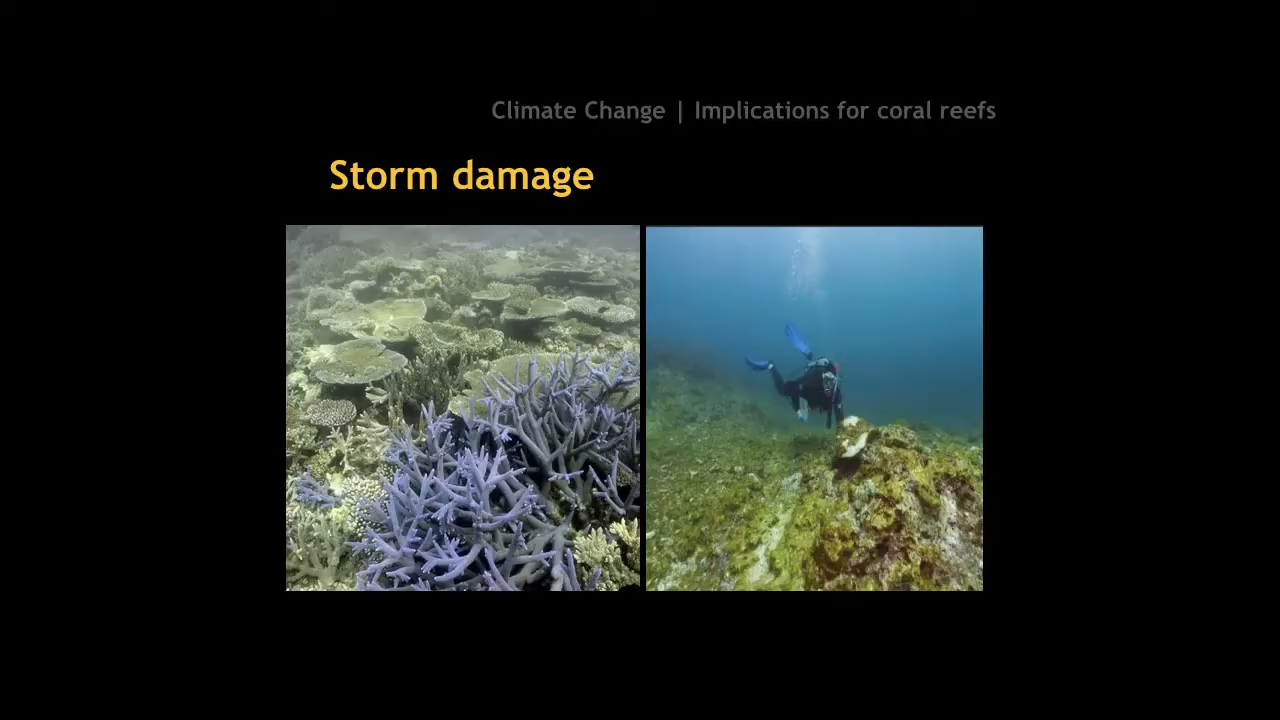 Climate Change | Implications for coral reefs
Storm damage